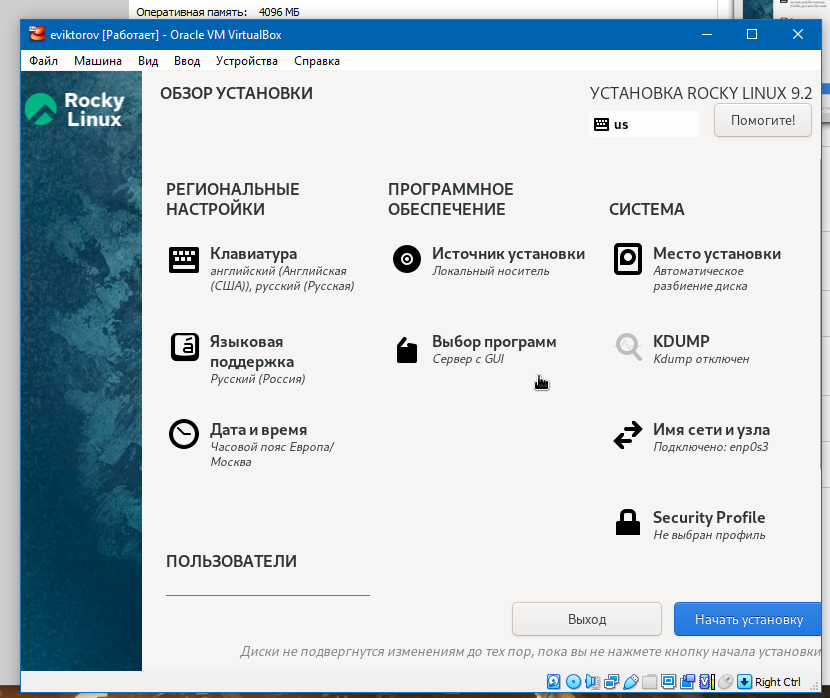 Оперативная память: 4096 МБ
eviktorov [Работает] - Oracle VM VirtualBox
Файл Машина Вид Ввод Устройства Справка
Rocky
Linux
ОБЗОР УСТАНОВКИ
УСТАНОВКА ROCKY LINUX 9.2
us
Помогите!
РЕГИОНАЛЬНЫЕ
НАСТРОЙКИ
Клавиатура
английский (Английская
(США)), русский (Русская)
Языковая
поддержка
Русский (Россия)
Дата и время
Часовой пояс Европа/
Москва
ПРОГРАММНОЕ
ОБЕСПЕЧЕНИЕ
Источник установки
Локальный носитель
Выбор программ
Сервер с GUI
СИСТЕМА
Место установки
Автоматическое
разбиение диска
KDUMP
Kdump отключен
Имя сети и узла
Подключено: enp0s3
Security Profile
Не выбран профиль
ПОЛЬЗОВАТЕЛИ
Выход
Начать установку
Диски не подвергнутся изменениям до тех пор, пока вы не нажмете кнопку начала установки
Right Ctrl